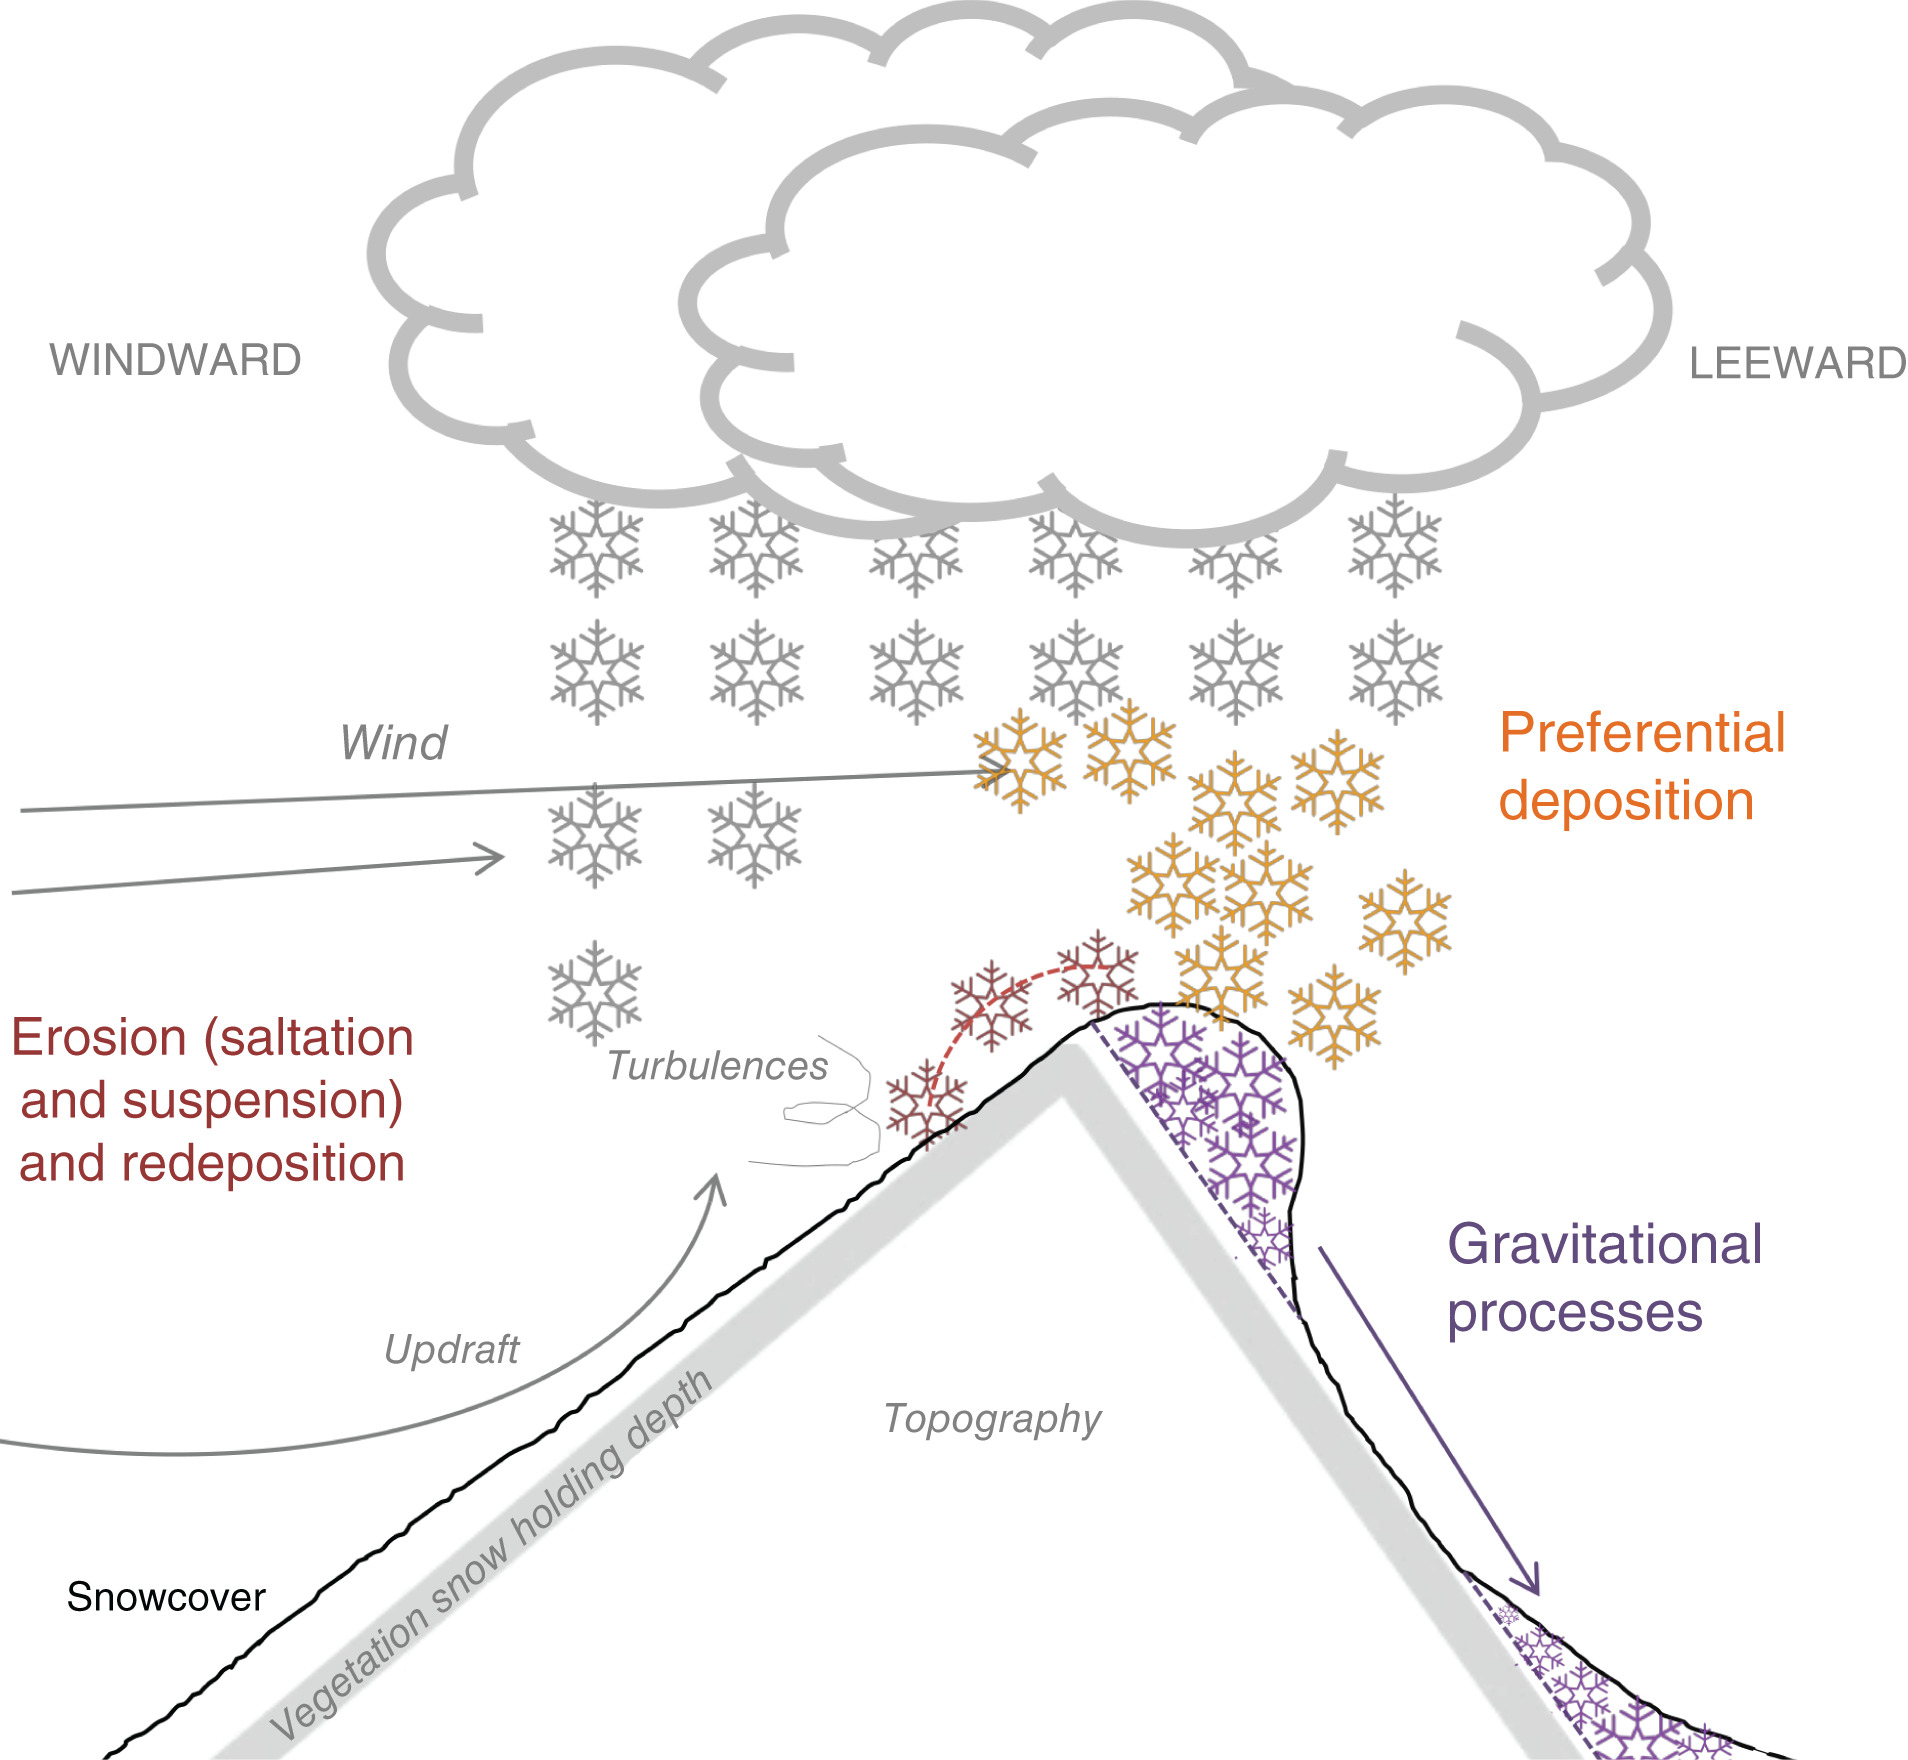 WINDWARD
LEEWARD
Wind
Preferential
deposition
Erosion (saltation
and suspension)
and redeposition
Turbulences
Gravitational
processes
Updraft
Topography
Vegetation snow holding depth
Snowcover